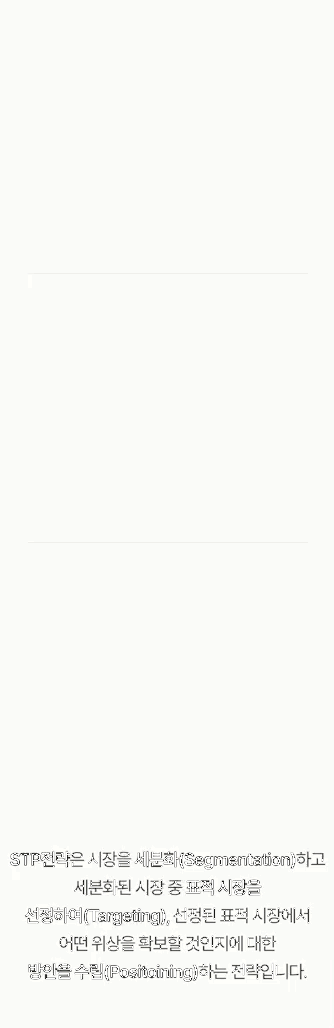 STP전략은 시장을 세분화(Segmentation)하고
세분화된 시장 중 표적 시장을
선정하여(Targeting), 선정된 표적 시장에서
어떤 위상을 확보할 것인지에 대한
방안을 수립(Positoining)하는 전략입니다.